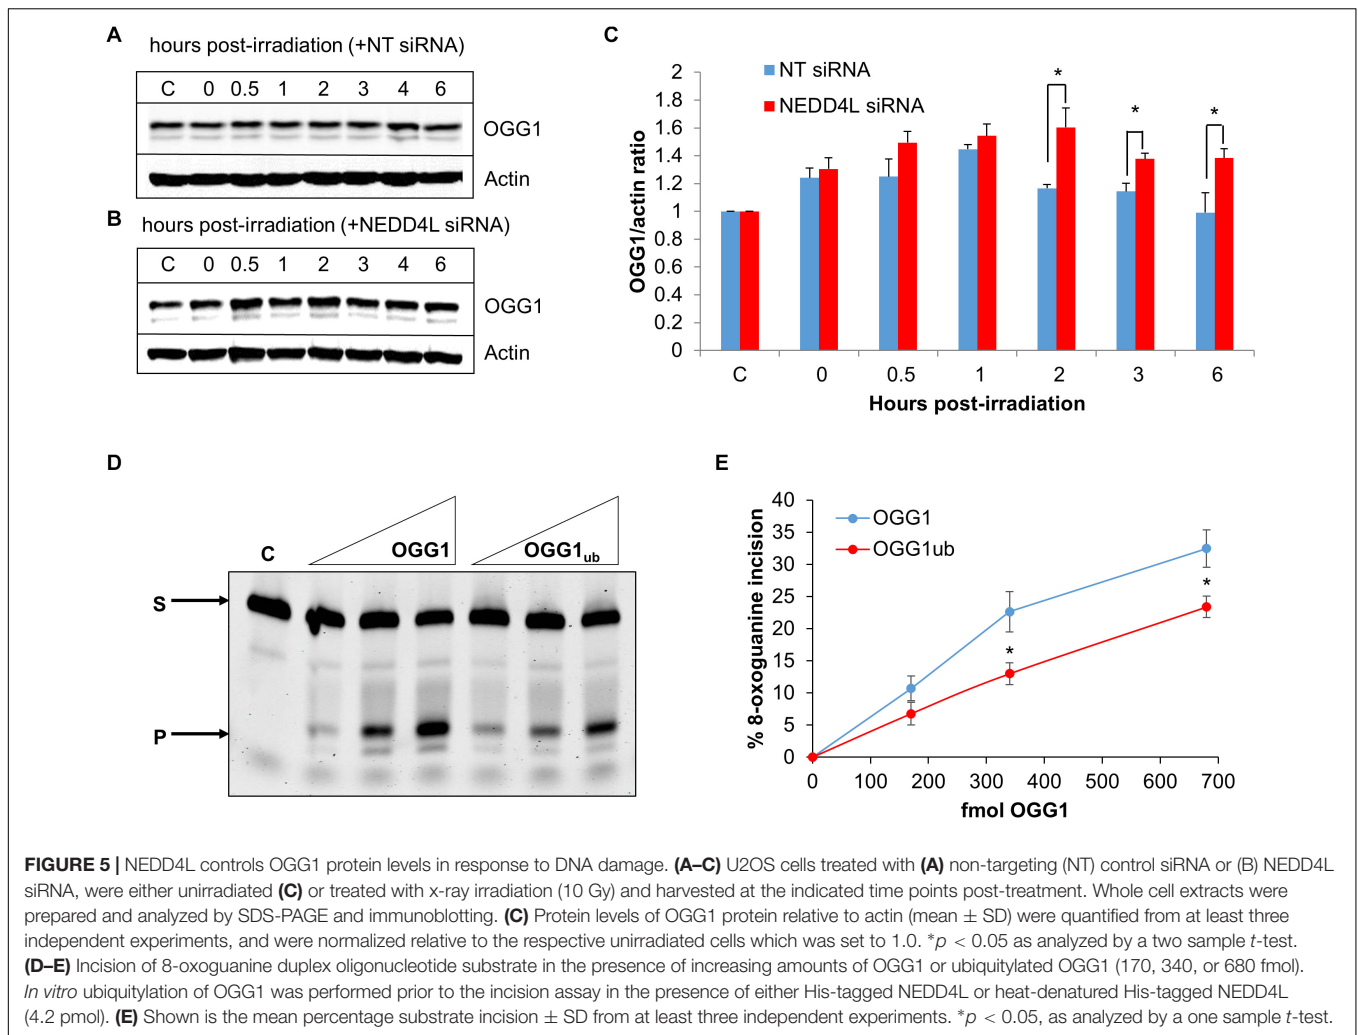 A
hours post-irradiation (+NT siRNA)
C 0 0.5 1 2 3 4 6
OGG1
Actin
B
hours post-irradiation (+NEDD4L siRNA)
C 0 0.5 1 2 3 4 6
OGG1
Actin
C
NT siRNA
NEDD4L siRNA
OGG1/actin ratio
2
1.8
1.6
1.4
1.2
1
0.8
0.6
0.4
0.2
0
* * *
C 0 0.5 1 2 3 6
Hours post-irradiation
D
C OGG1 OGG1ub
S
P
E
OGG1
OGG1ub
% 8-oxoguanine incision
40
35
30
25
20
15
10
5
0
* *
0 100 200 300 400 500 600 700
fmol OGG1
FIGURE 5 | NEDD4L controls OGG1 protein levels in response to DNA damage. (A–C) U2OS cells treated with (A) non-targeting (NT) control siRNA or (B) NEDD4L
siRNA, were either unirradiated (C) or treated with x-ray irradiation (10 Gy) and harvested at the indicated time points post-treatment. Whole cell extracts were
prepared and analyzed by SDS-PAGE and immunoblotting. (C) Protein levels of OGG1 protein relative to actin (mean ± SD) were quantified from at least three
independent experiments, and were normalized relative to the respective unirradiated cells which was set to 1.0. *p < 0.05 as analyzed by a two sample t-test.
(D–E) Incision of 8-oxoguanine duplex oligonucleotide substrate in the presence of increasing amounts of OGG1 or ubiquitylated OGG1 (170, 340, or 680 fmol).
In vitro ubiquitylation of OGG1 was performed prior to the incision assay in the presence of either His-tagged NEDD4L or heat-denatured His-tagged NEDD4L
(4.2 pmol). (E) Shown is the mean percentage substrate incision ± SD from at least three independent experiments. *p < 0.05, as analyzed by a one sample t-test.